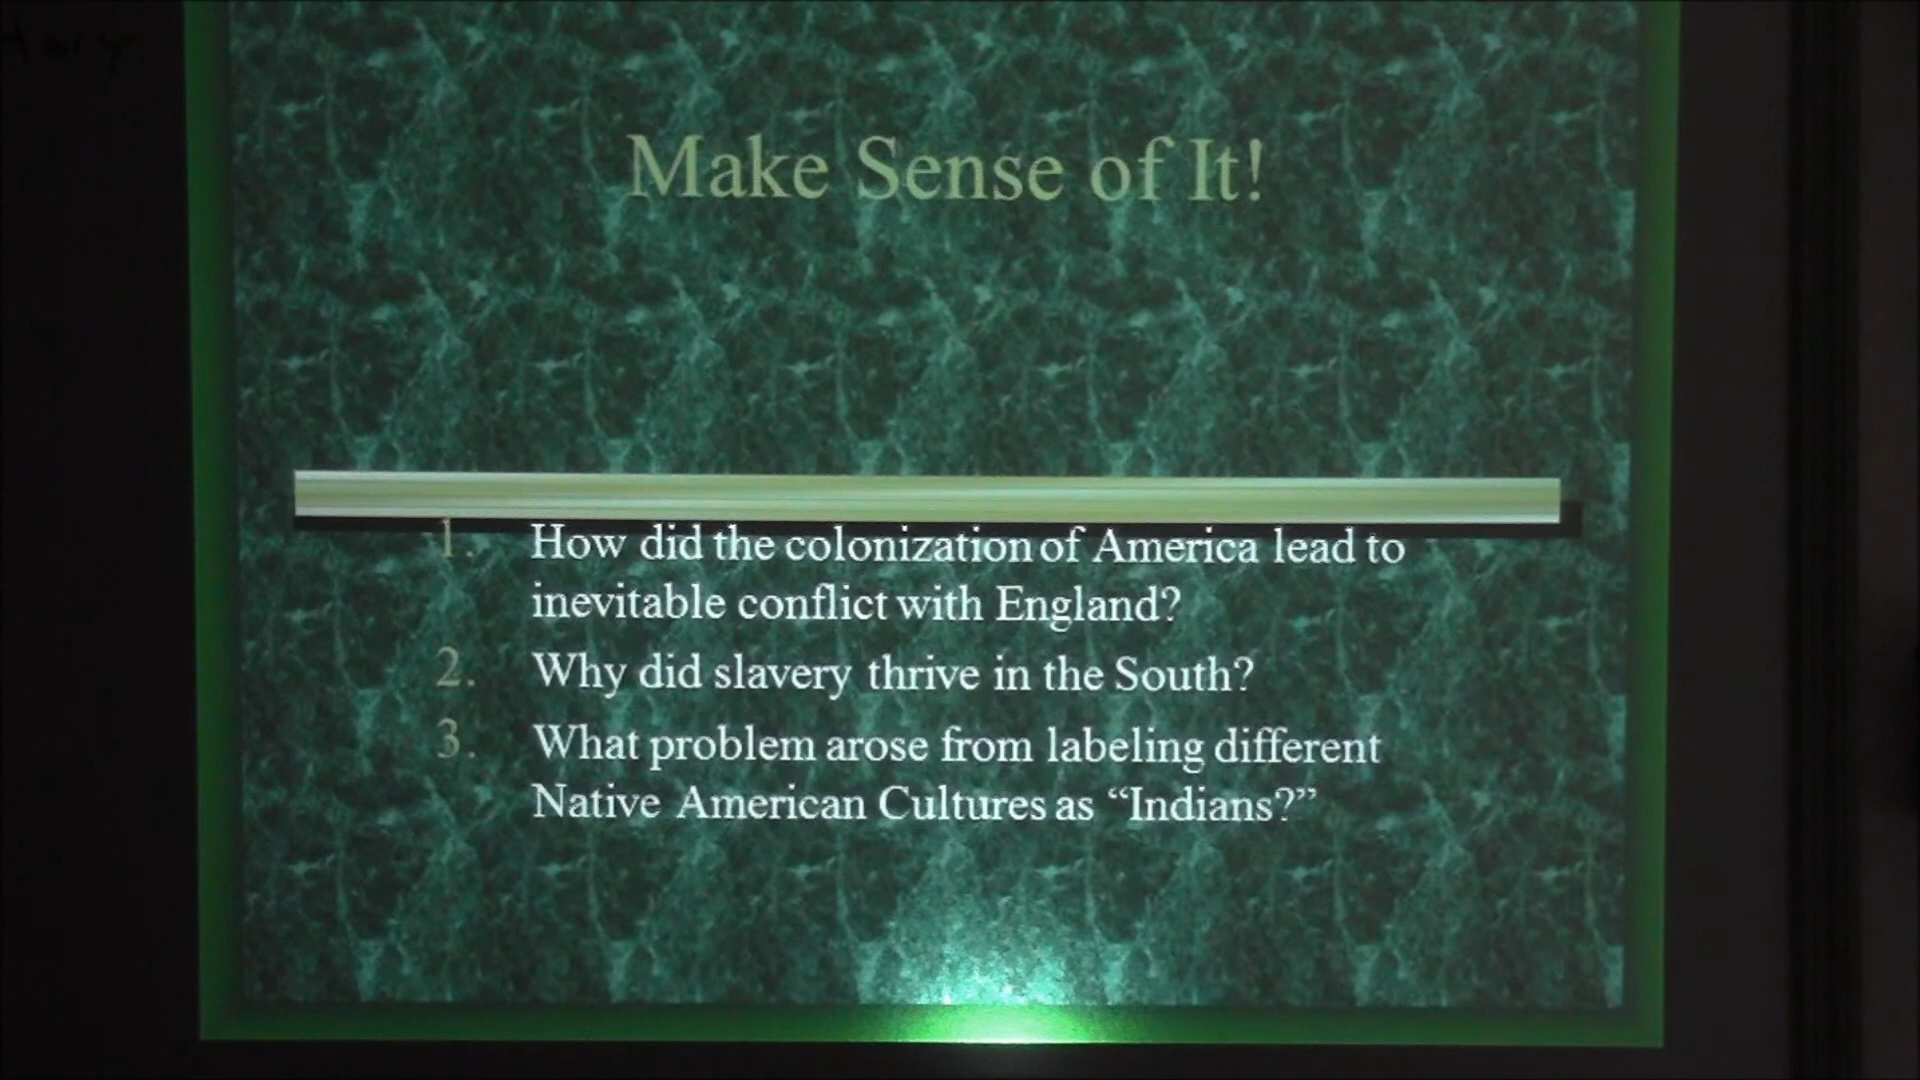 Make Sense of It!
1. How did the colonization of America lead to
inevitable conflict with England?
2. Why did slavery thrive in the South?
3. What problem arose from labeling different
Native American Cultures as “Indians?”